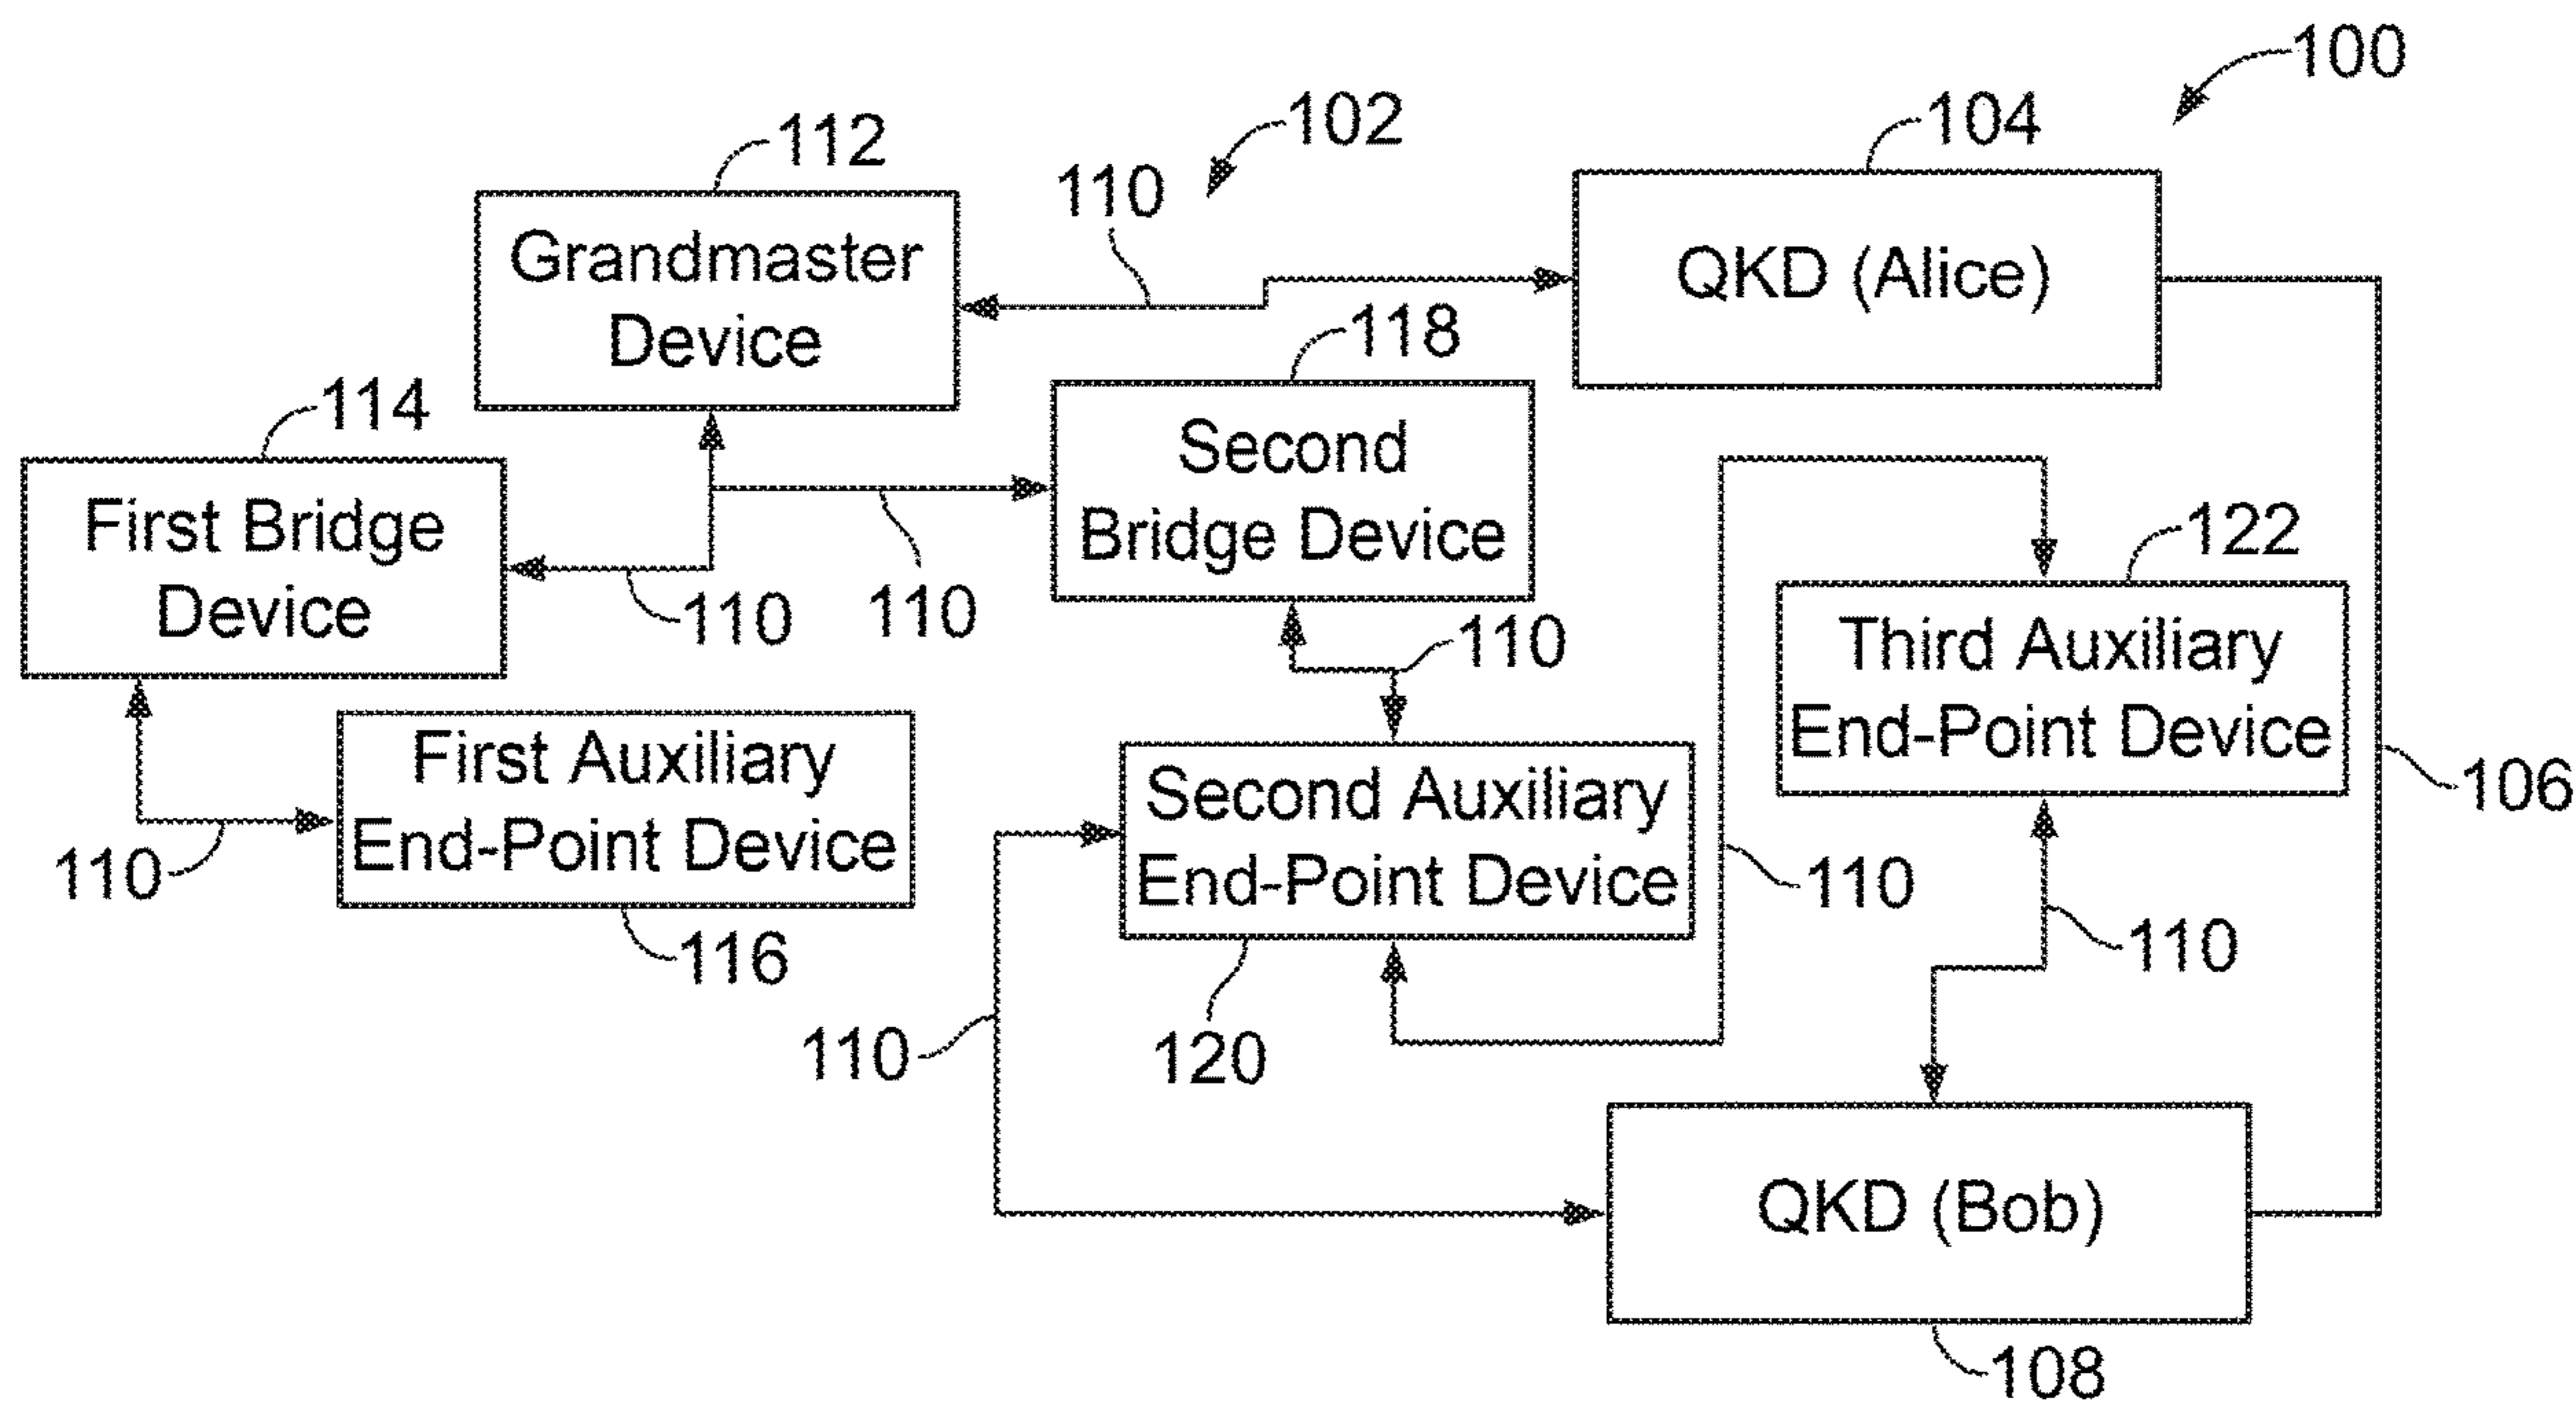 100
102
104
112
110
Grandmaster
Device
QKD (Alice)
118
114
Second
Bridge Device
First Bridge
Device
122
110
110
110
Third Auxiliary
End-Point Device
First Auxiliary
End-Point Device
Second Auxiliary
End-Point Device
106
110
110
110
116
110
120
QKD (Bob)
108